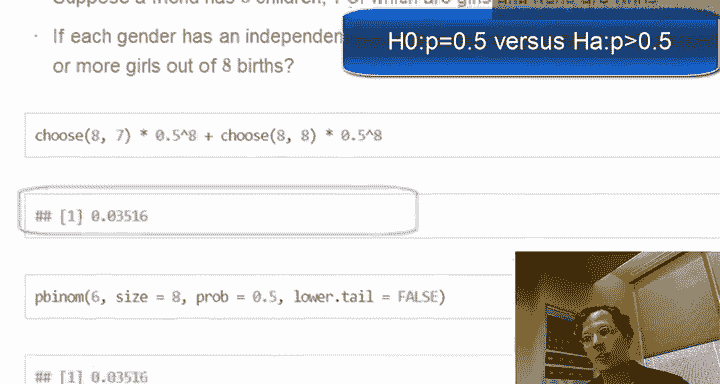 Suppose a friend has 8 children, 7 of which are girls and none are twins
· If each gender has an independent
H0:p=0.5 versus Ha:p>0.5
or more girls out of 8 births?
choose(8, 7) * 0.5^8 + choose(8, 8) * 0.5^8
## [1] 0.03516
pbinom(6, size = 8, prob = 0.5, lower.tail = FALSE)
## [1] 0.03516